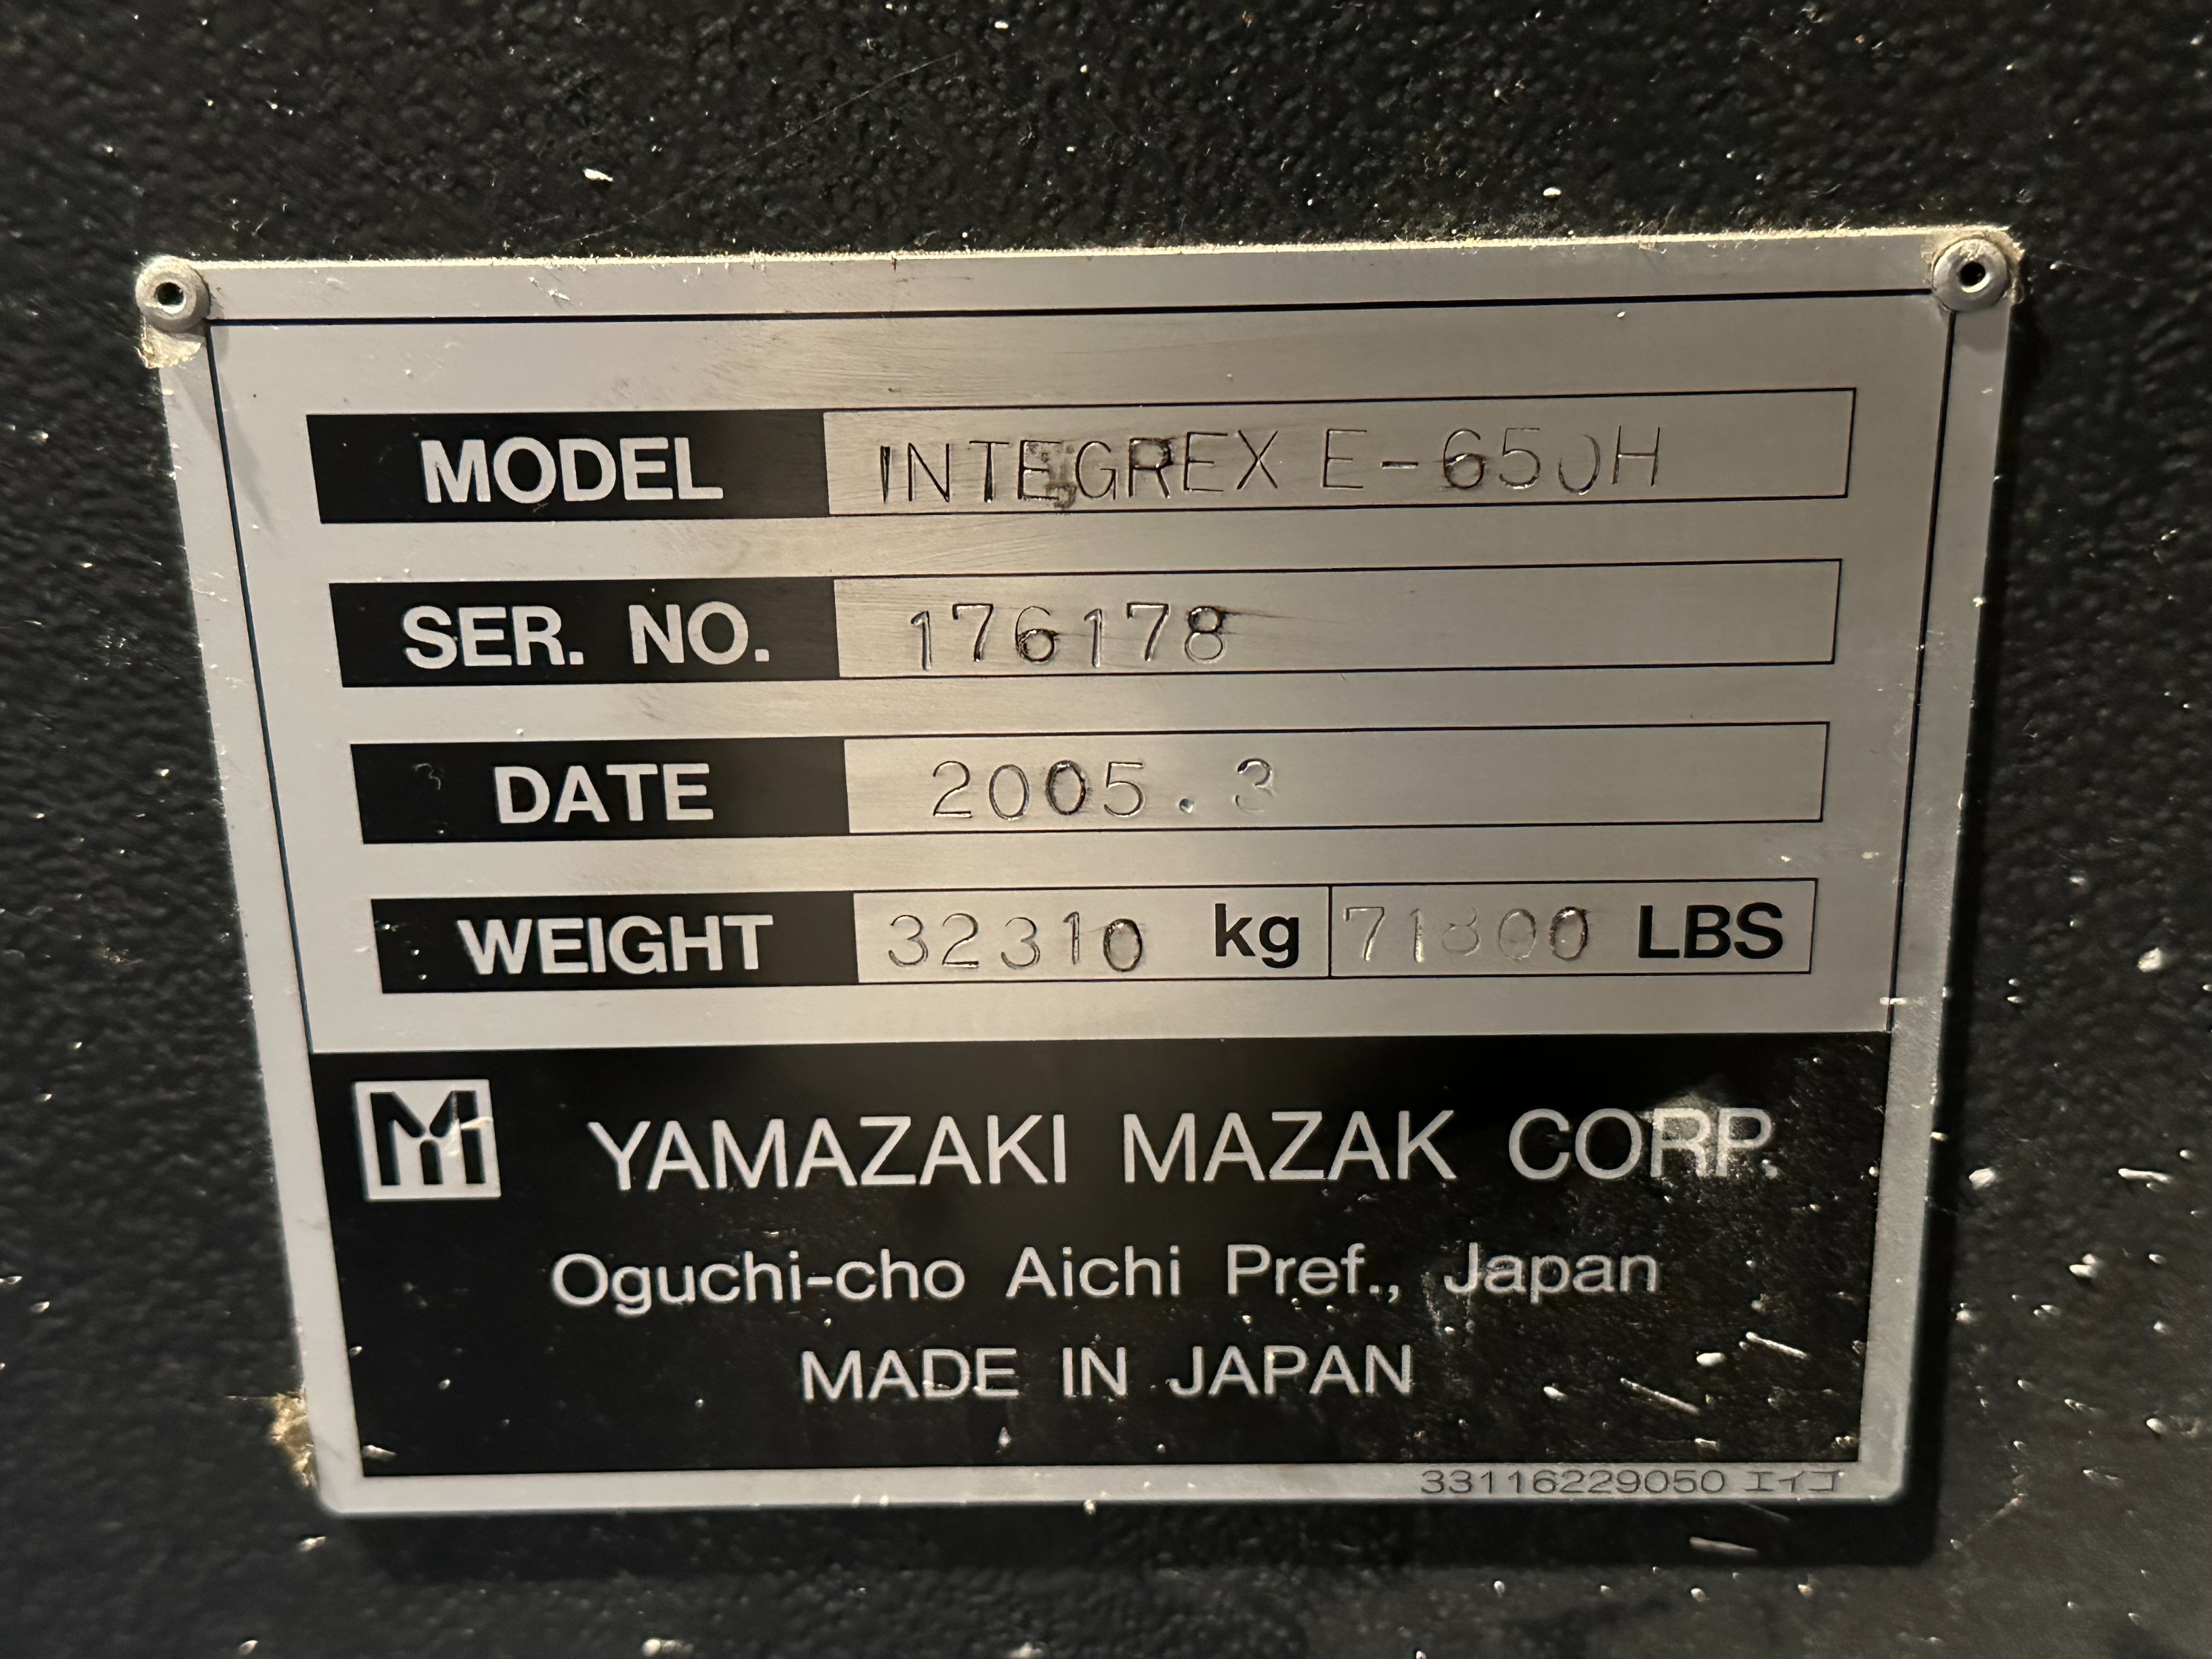 MODEL INTEGREX E-650H
SER. NO. 176178
DATE 2005.3
WEIGHT 32310 kg 71800 LBS
YAMAZAKI MAZAK CORP.
Oguchi-cho Aichi Pref., Japan
MADE IN JAPAN
33116229050 エイコ